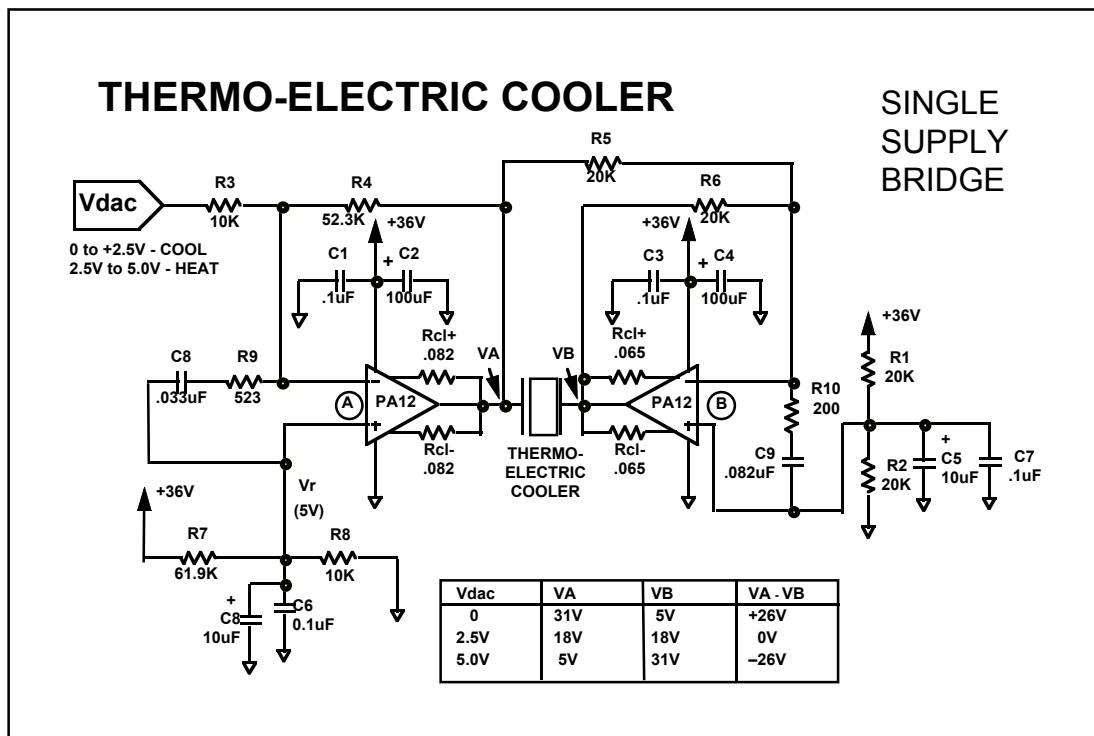 THERMO-ELECTRIC COOLER
SINGLE
SUPPLY
BRIDGE
Vdac
R3
10K
R4
52.3K
R5
20K
R6
20K
0 to +2.5V - COOL
2.5V to 5.0V - HEAT
+36V
+36V
C1
.1uF
+
C2
100uF
C3
.1uF
+
C4
100uF
Rcl+
.082
VA
VB
Rcl+
.065
+36V
R1
20K
C8
.033uF
R9
523
–
+
A
PA12
Rcl-
.082
THERMO-
ELECTRIC
COOLER
PA12
–
+
B
Rcl-
.065
R10
200
C9
.082uF
R2
20K
+
C5
10uF
C7
.1uF
+36V
Vr
(5V)
R7
61.9K
R8
10K
+
C8
10uF
C6
0.1uF
Vdac VA VB VA - VB
0 31V 5V +26V
2.5V 18V 18V 0V
5.0V 5V 31V –26V